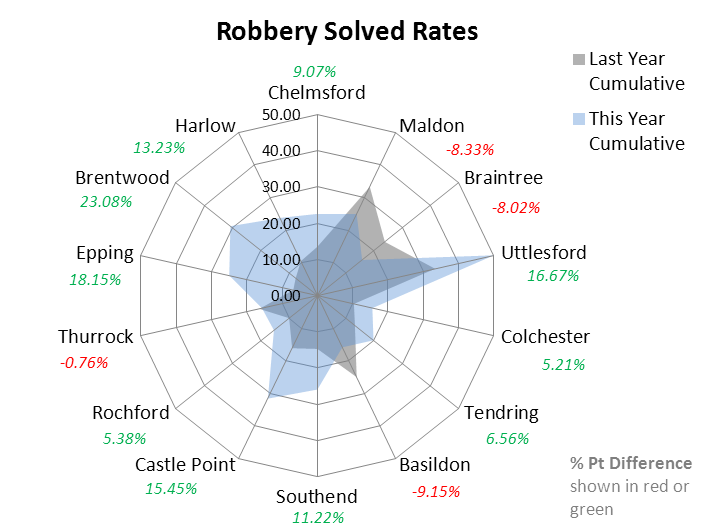 Robbery Solved Rates
Last Year
Cumulative
This Year
Cumulative
9.07%
Chelmsford
Maldon
-8.33%
Braintree
-8.02%
Uttlesford
16.67%
Colchester
5.21%
Tendring
6.56%
Basildon
-9.15%
Southend
11.22%
Castle Point
15.45%
Rochford
5.38%
Thurrock
-0.76%
Epping
18.15%
Brentwood
23.08%
Harlow
13.23%
50.00
40.00
30.00
20.00
10.00
0.00
% Pt Difference
shown in red or
green